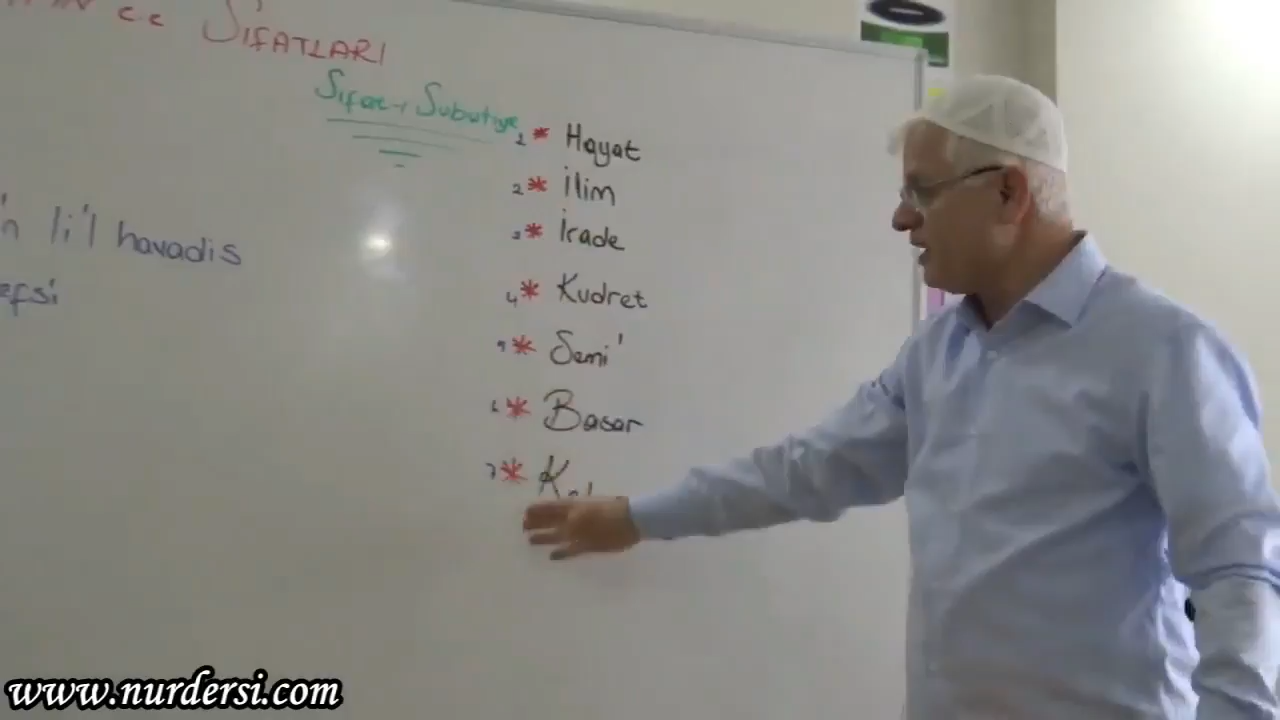 c.c SIFATLARI
Sıfat-ı Subutiye
1 * Hayat
2 * İlim
3 * İrade
4 * Kudret
5 * Semi'
6 * Basar
7 *
li'l havadis
www.nurdersi.com